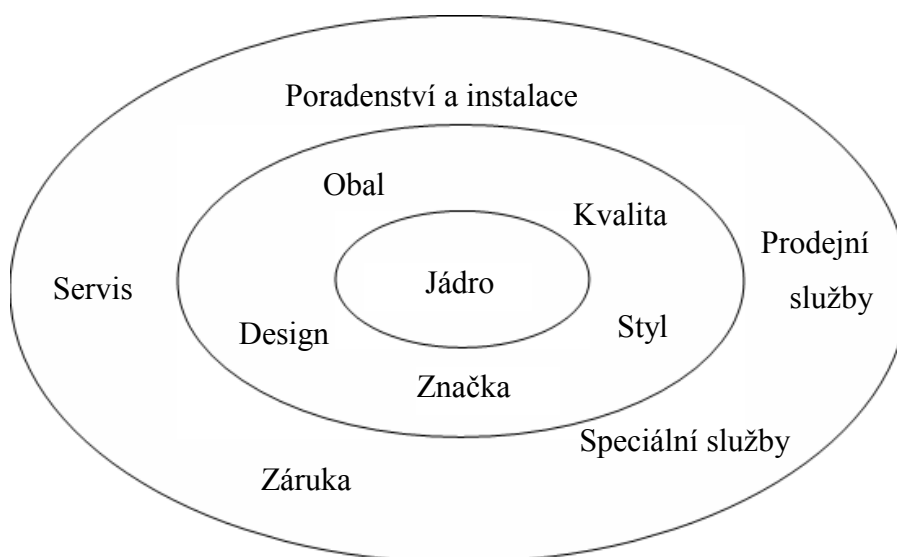 Poradenství a instalace
Obal
Kvalita
Prodejní
služby
Servis
Jádro
Design
Styl
Značka
Speciální služby
Záruka